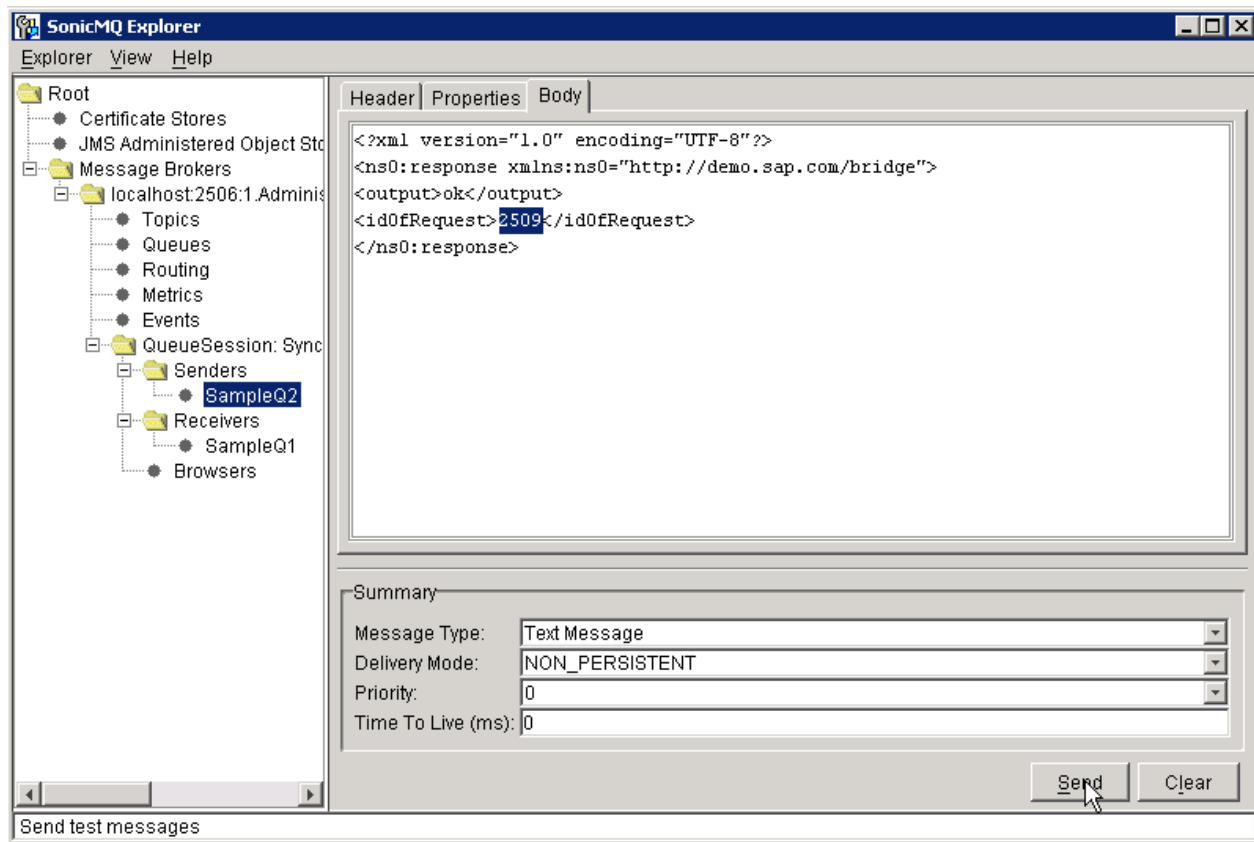 SonicMQ Explorer
Explorer View Help
Root
Certificate Stores
JMS Administered Object Sto
Message Brokers
localhost:2506:1.Adminis
Topics
Queues
Routing
Metrics
Events
QueueSession: Sync
Senders
SampleQ2
Receivers
SampleQ1
Browsers
Header Properties Body
<?xml version="1.0" encoding="UTF-8"?>
<ns0:response xmlns:ns0="http://demo.sap.com/bridge">
<output>ok</output>
<idOfRequest>2509</idOfRequest>
</ns0:response>
Summary
Message Type: Text Message
Delivery Mode: NON_PERSISTENT
Priority: 0
Time To Live (ms): 0
Send Clear
Send test messages